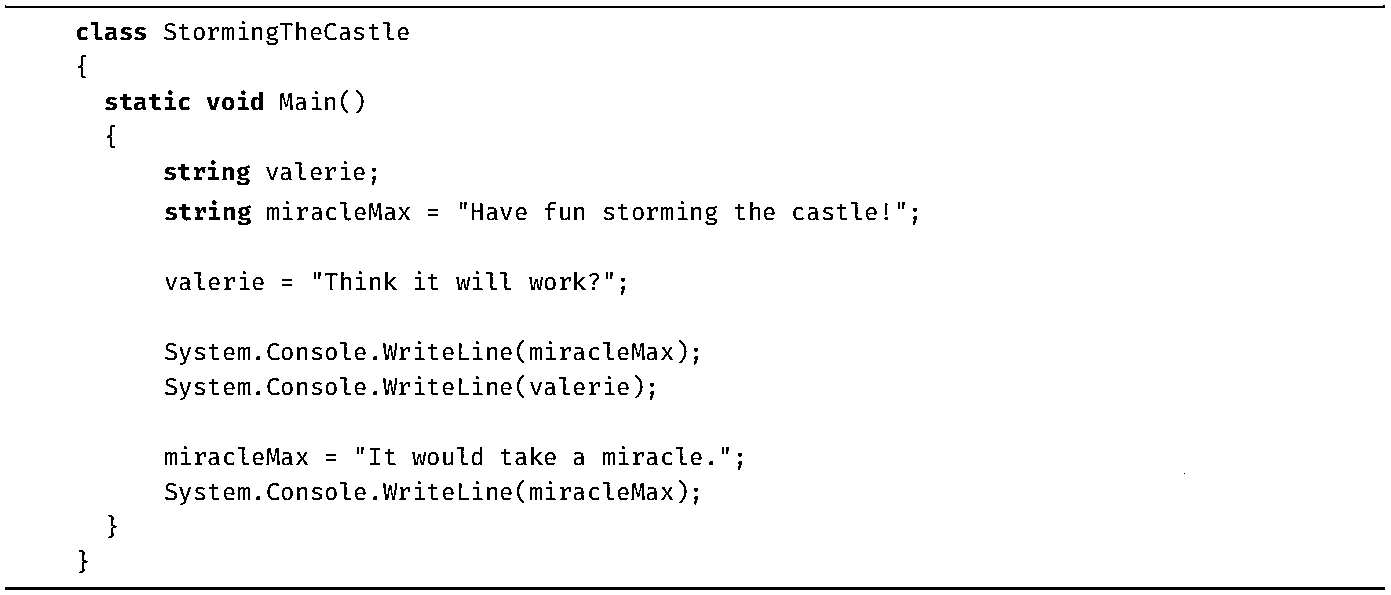 class StormingTheCastle
{
static void Main()
{
string valerie;
string miracleMax = "Have fun storming the castle!";
valerie = "Think it will work?";
System.Console.WriteLine(miracleMax);
System.Console.WriteLine(valerie);
miracleMax = "It would take a miracle.";
System.Console.WriteLine(miracleMax);
}
}